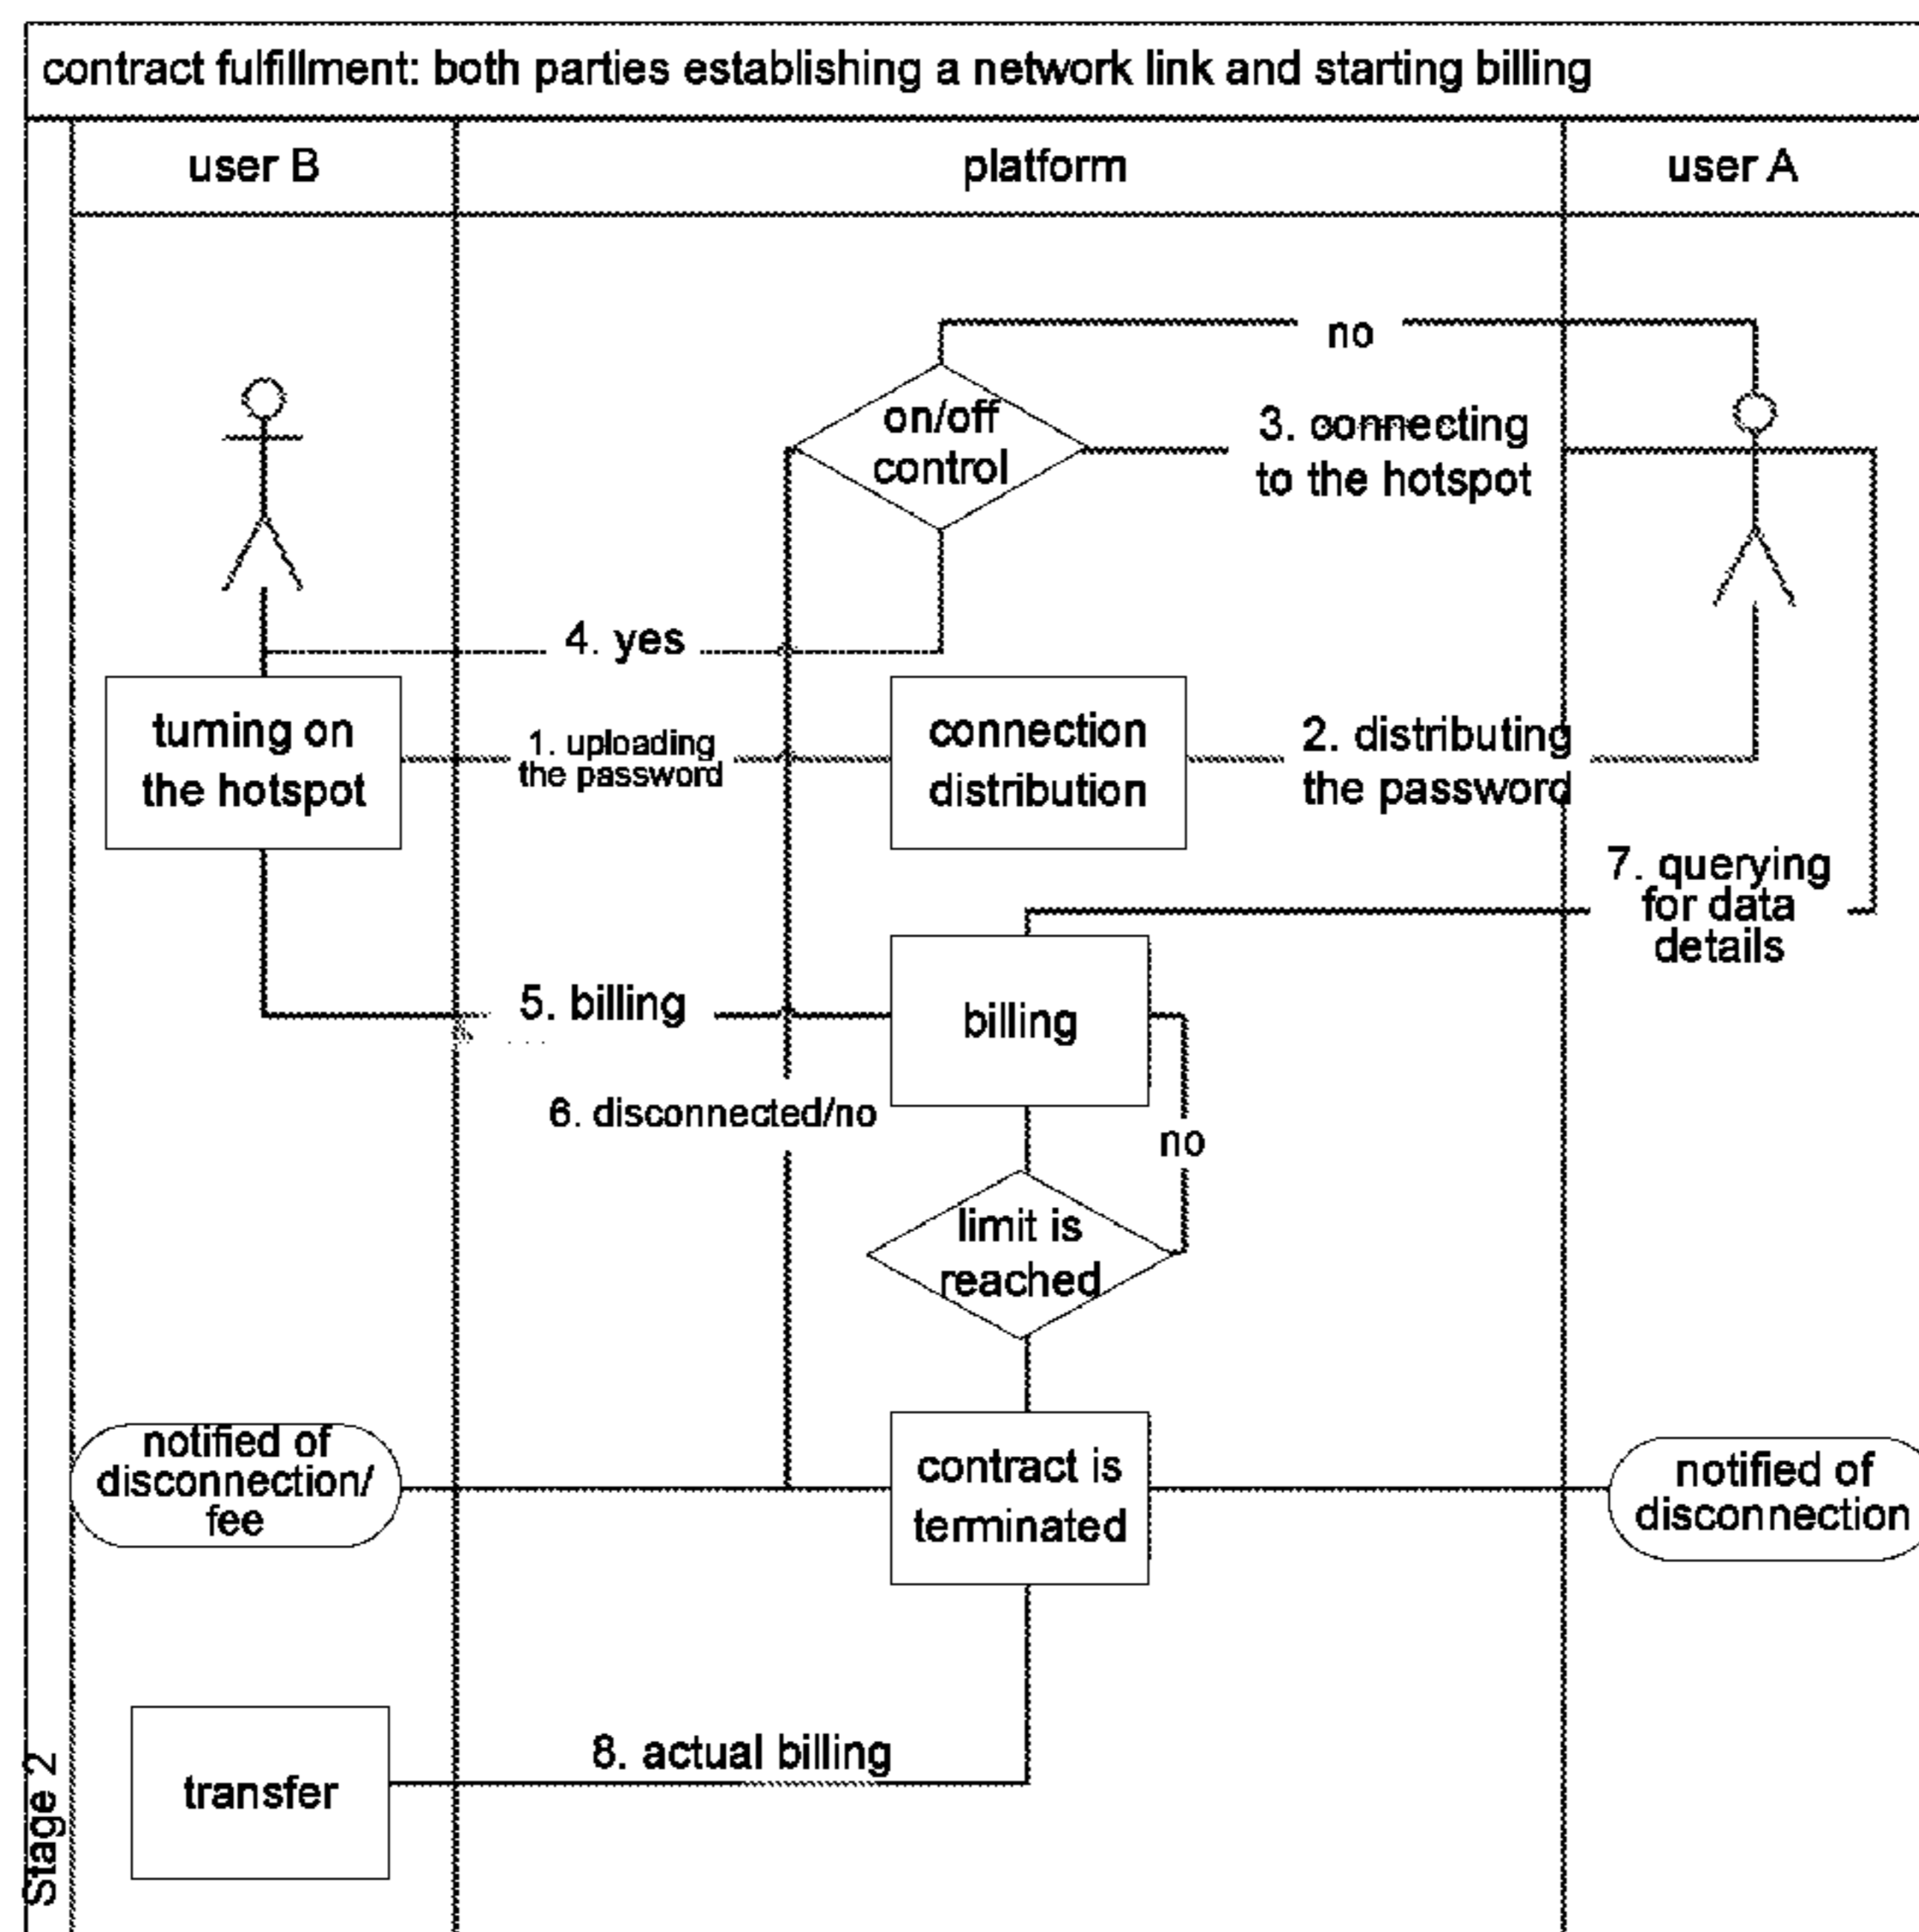 contract fulfillment: both parties establishing a network link and starting billing
user B
platform
user A
no
on/off
control
3. connecting
to the hotspot
4. yes
turning on
the hotspot
1. uploading
the password
connection
distribution
2. distributing
the password
7. querying
for data
details
5. billing
billing
6. disconnected/no
no
limit is
reached
notified of
disconnection/
fee
contract is
terminated
notified of
disconnection
8. actual billing
transfer
Stage 2